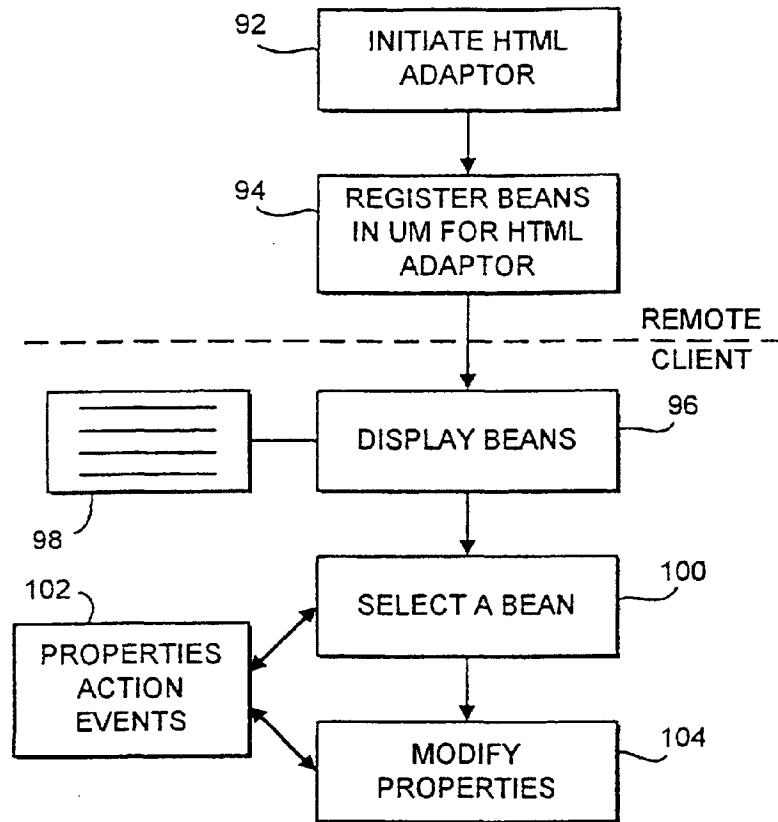 92
INITIATE HTML
ADAPTOR
94
REGISTER BEANS
IN UM FOR HTML
ADAPTOR
REMOTE
CLIENT
96
DISPLAY BEANS
98
100
SELECT A BEAN
102
PROPERTIES
ACTION
EVENTS
104
MODIFY
PROPERTIES